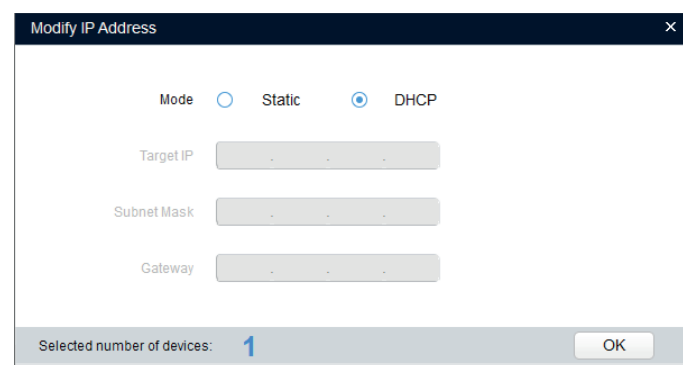 Modify IP Address ×
Mode Static DHCP
Target IP . . .
Subnet Mask . . .
Gateway . . .
Selected number of devices: 1 OK